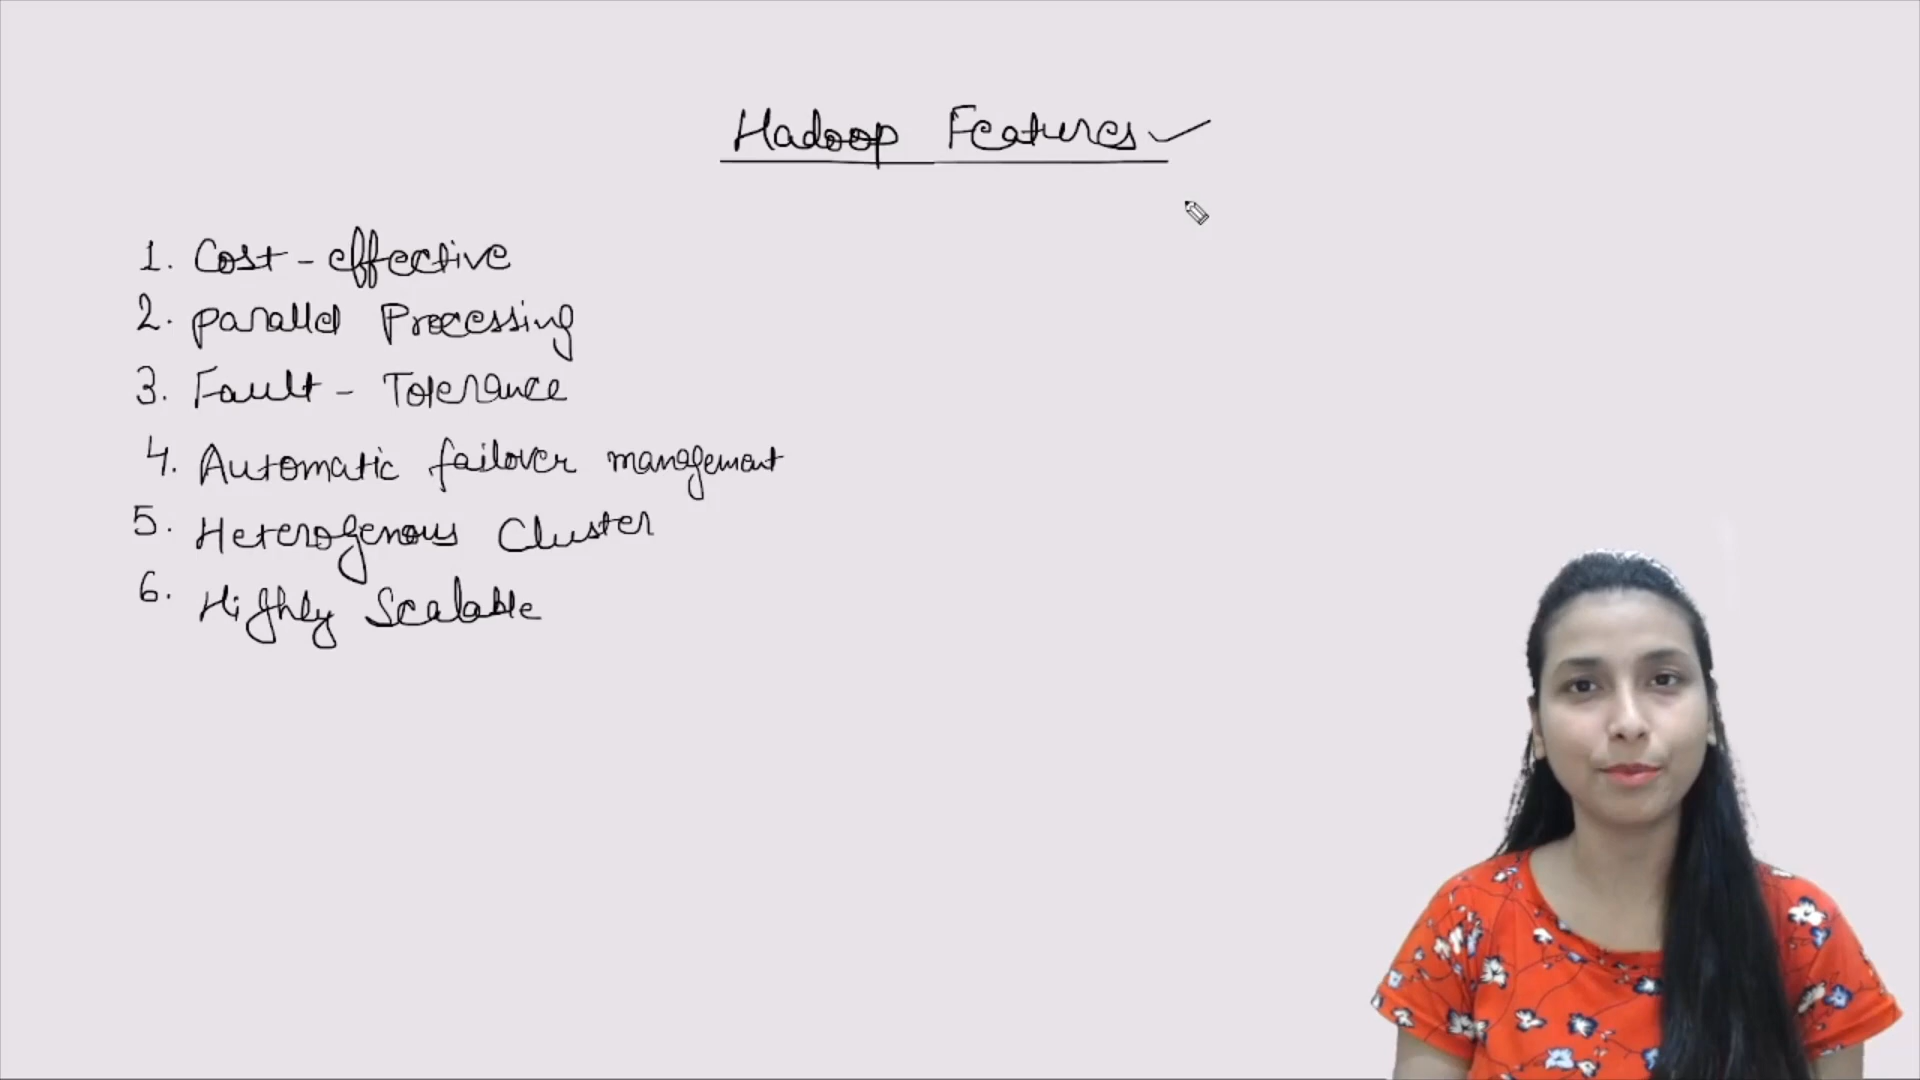 Hadoop Features
1. Cost-effective
2. Parallel Processing
3. Fault-Tolerance
4. Automatic failover management
5. Heterogenous Cluster
6. Highly Scalable